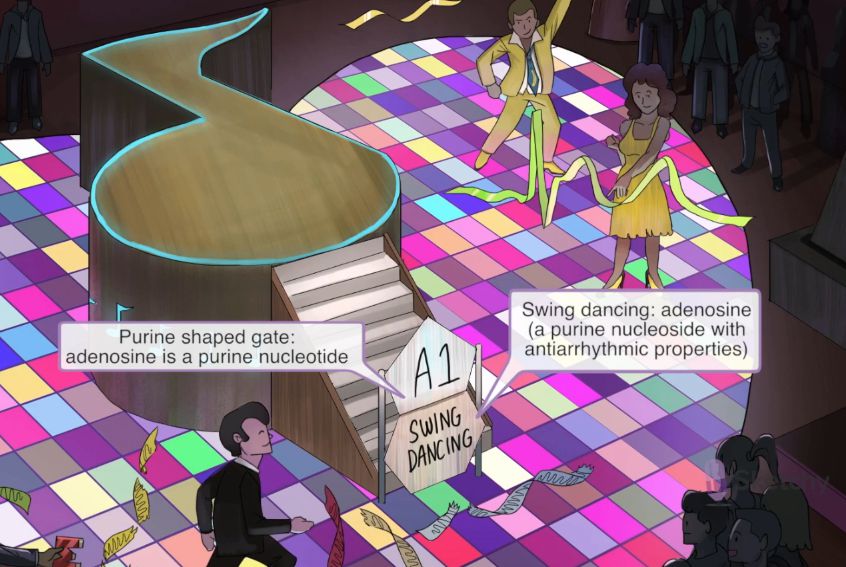 Swing dancing: adenosine
(a purine nucleoside with
antiarrhythmic properties)
Purine shaped gate:
adenosine is a purine nucleotide
A1
SWING
DANCING